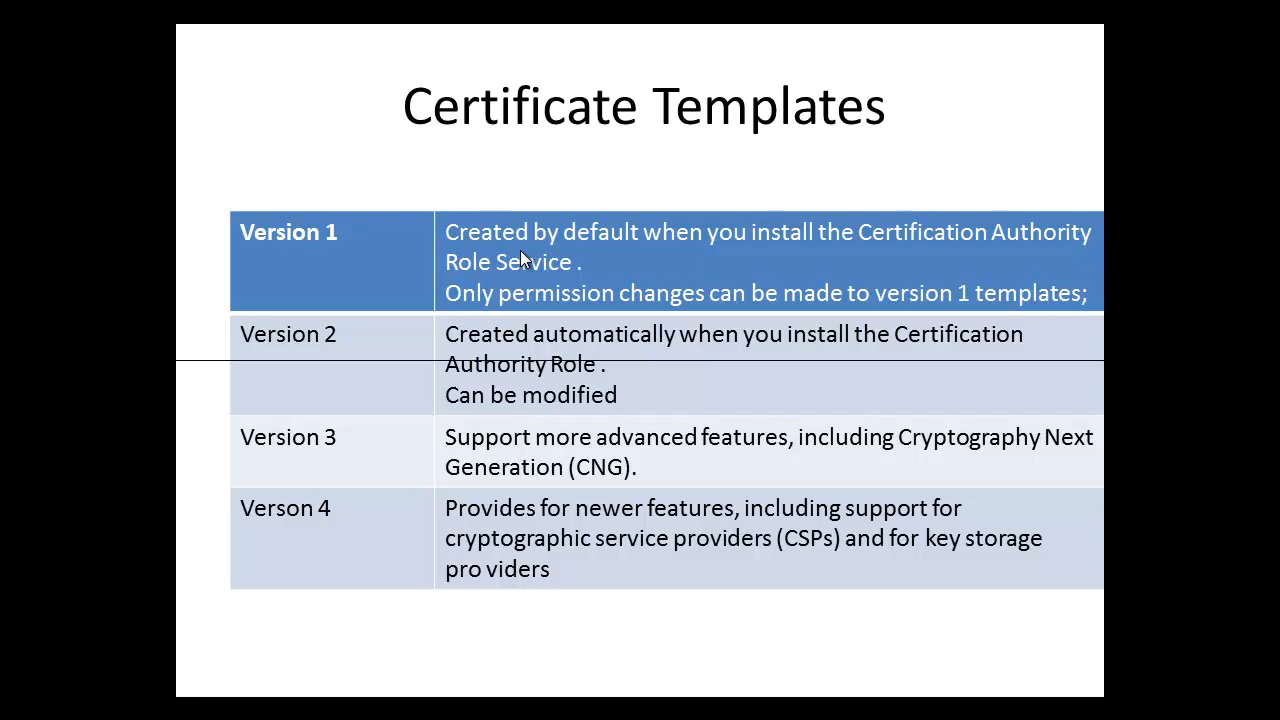 Certificate Templates
Version 1
Created by default when you install the Certification Authority
Role Service .
Only permission changes can be made to version 1 templates;
Version 2
Created automatically when you install the Certification
Authority Role .
Can be modified
Version 3
Support more advanced features, including Cryptography Next
Generation (CNG).
Verson 4
Provides for newer features, including support for
cryptographic service providers (CSPs) and for key storage
pro viders